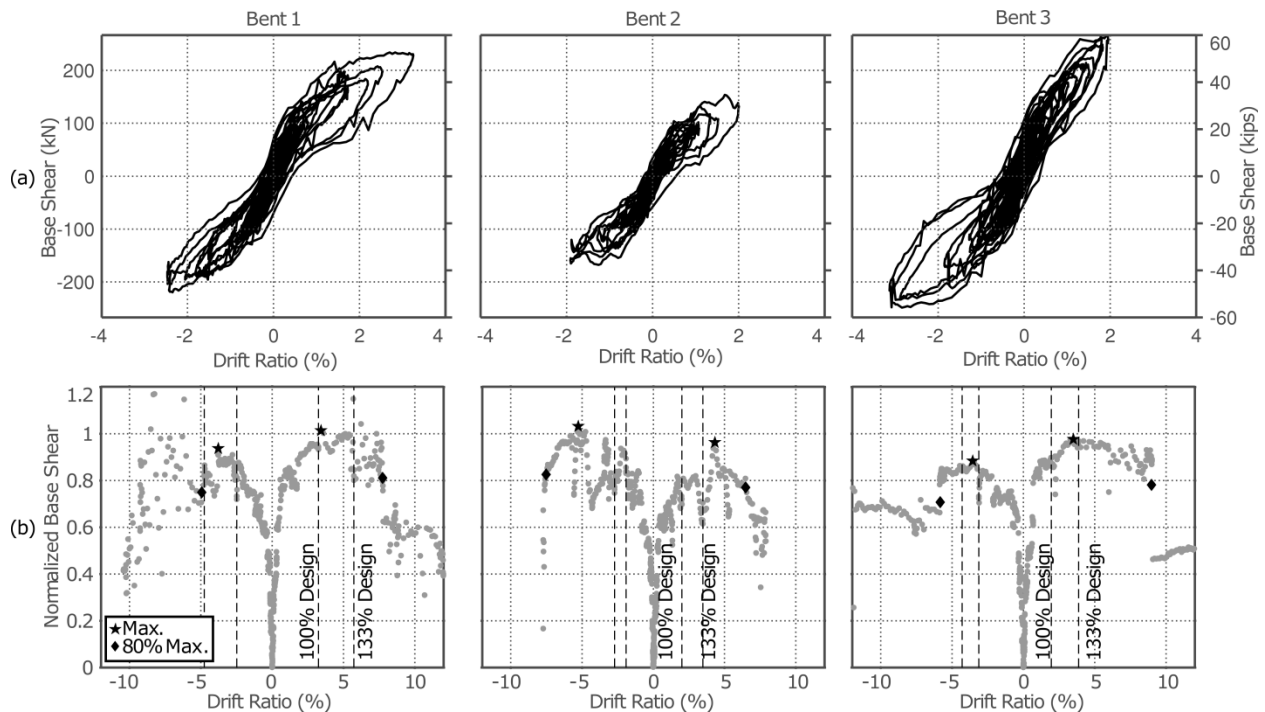 Bent 1 Bent 2 Bent 3
(a)
Base Shear (kN)
200
100
0
-100
-200
-4 -2 0 2 4
Drift Ratio (%)
-4 -2 0 2 4
Drift Ratio (%)
-4 -2 0 2 4
Drift Ratio (%)
60
40
20
0
-20
-40
-60
Base Shear (kips)
(b)
Normalized Base Shear
1.2
1
0.8
0.6
0.4
0.2
0
Max.
80% Max.
100% Design
133% Design
100% Design
133% Design
100% Design
133% Design
-10 -5 0 5 10
Drift Ratio (%)
-10 -5 0 5 10
Drift Ratio (%)
-10 -5 0 5 10
Drift Ratio (%)